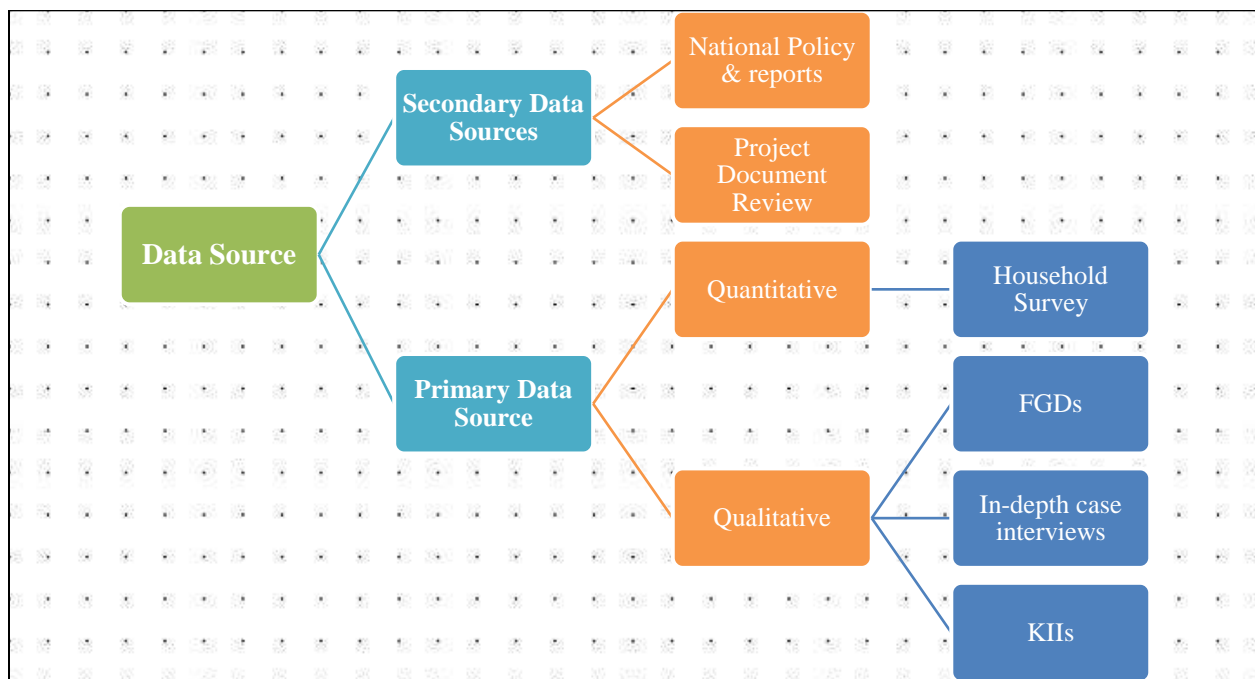 National Policy
& reports
Secondary Data
Sources
Project
Document
Review
Data Source
Quantitative
Household
Survey
Primary Data
Source
FGDs
Qualitative
In-depth case
interviews
KIIs